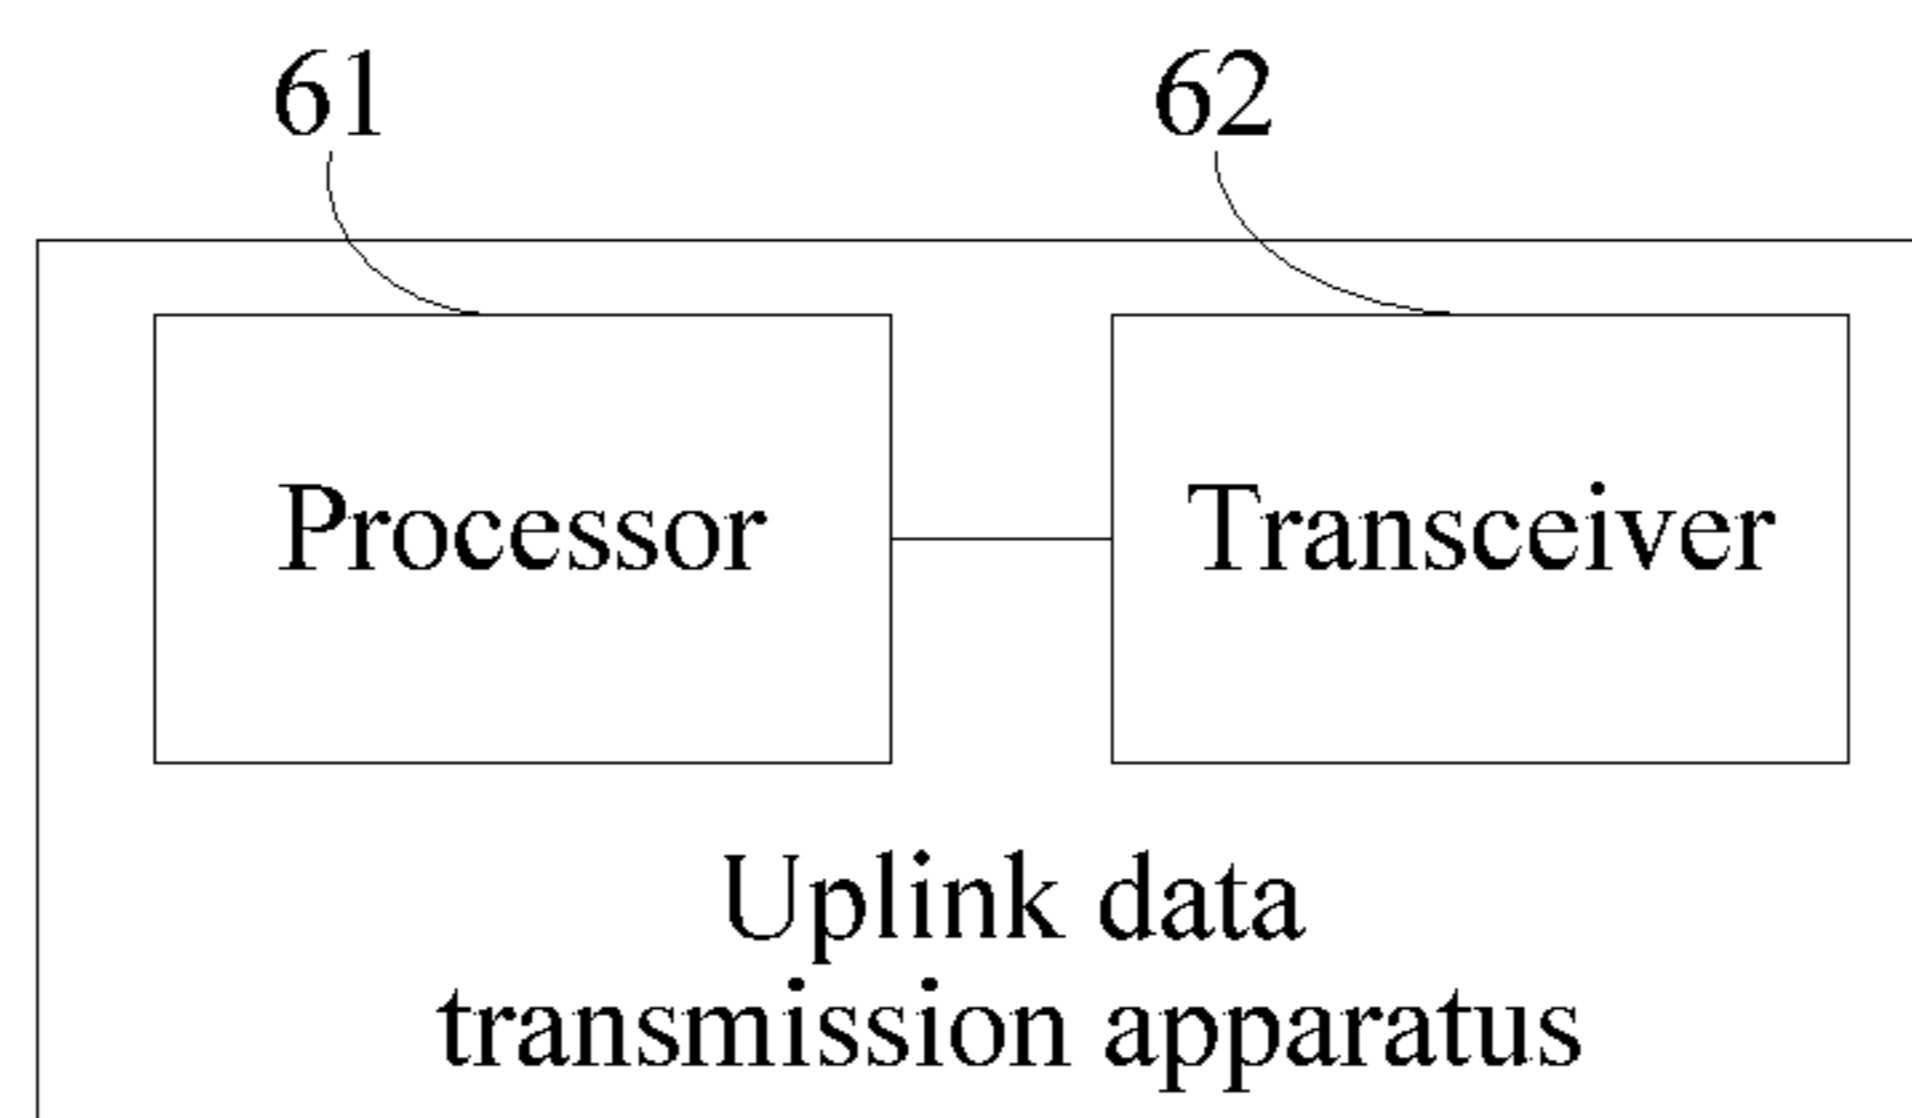 61 62
Processor Transceiver
Uplink data
transmission apparatus